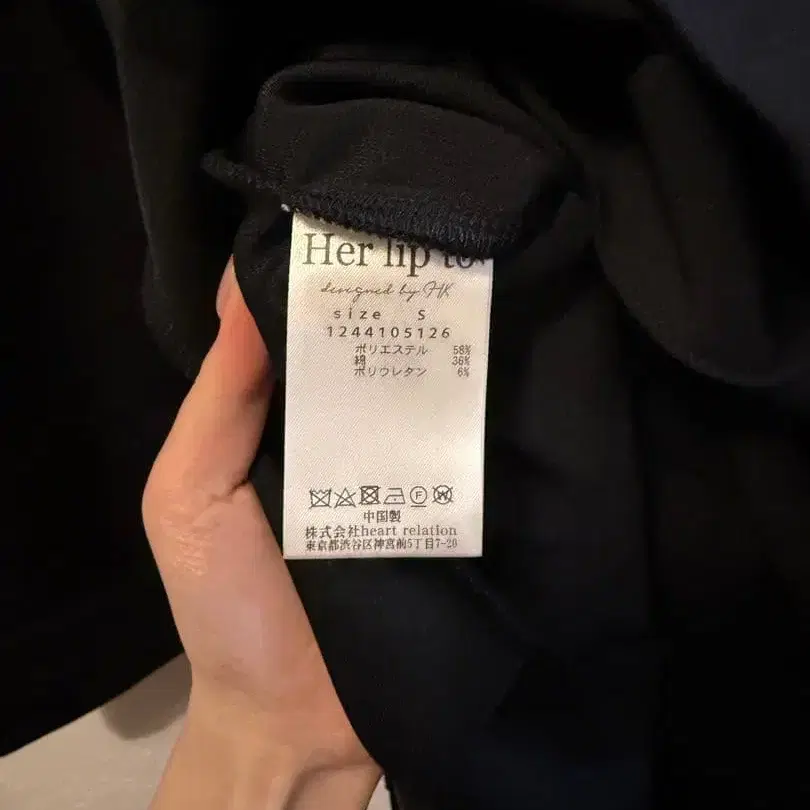 Her lip to
designed by HK
size S
1244105126
ポリエステル 58%
綿 36%
ポリウレタン 6%
中国製
株式会社heart relation
東京都渋谷区神宮前5丁目7-20